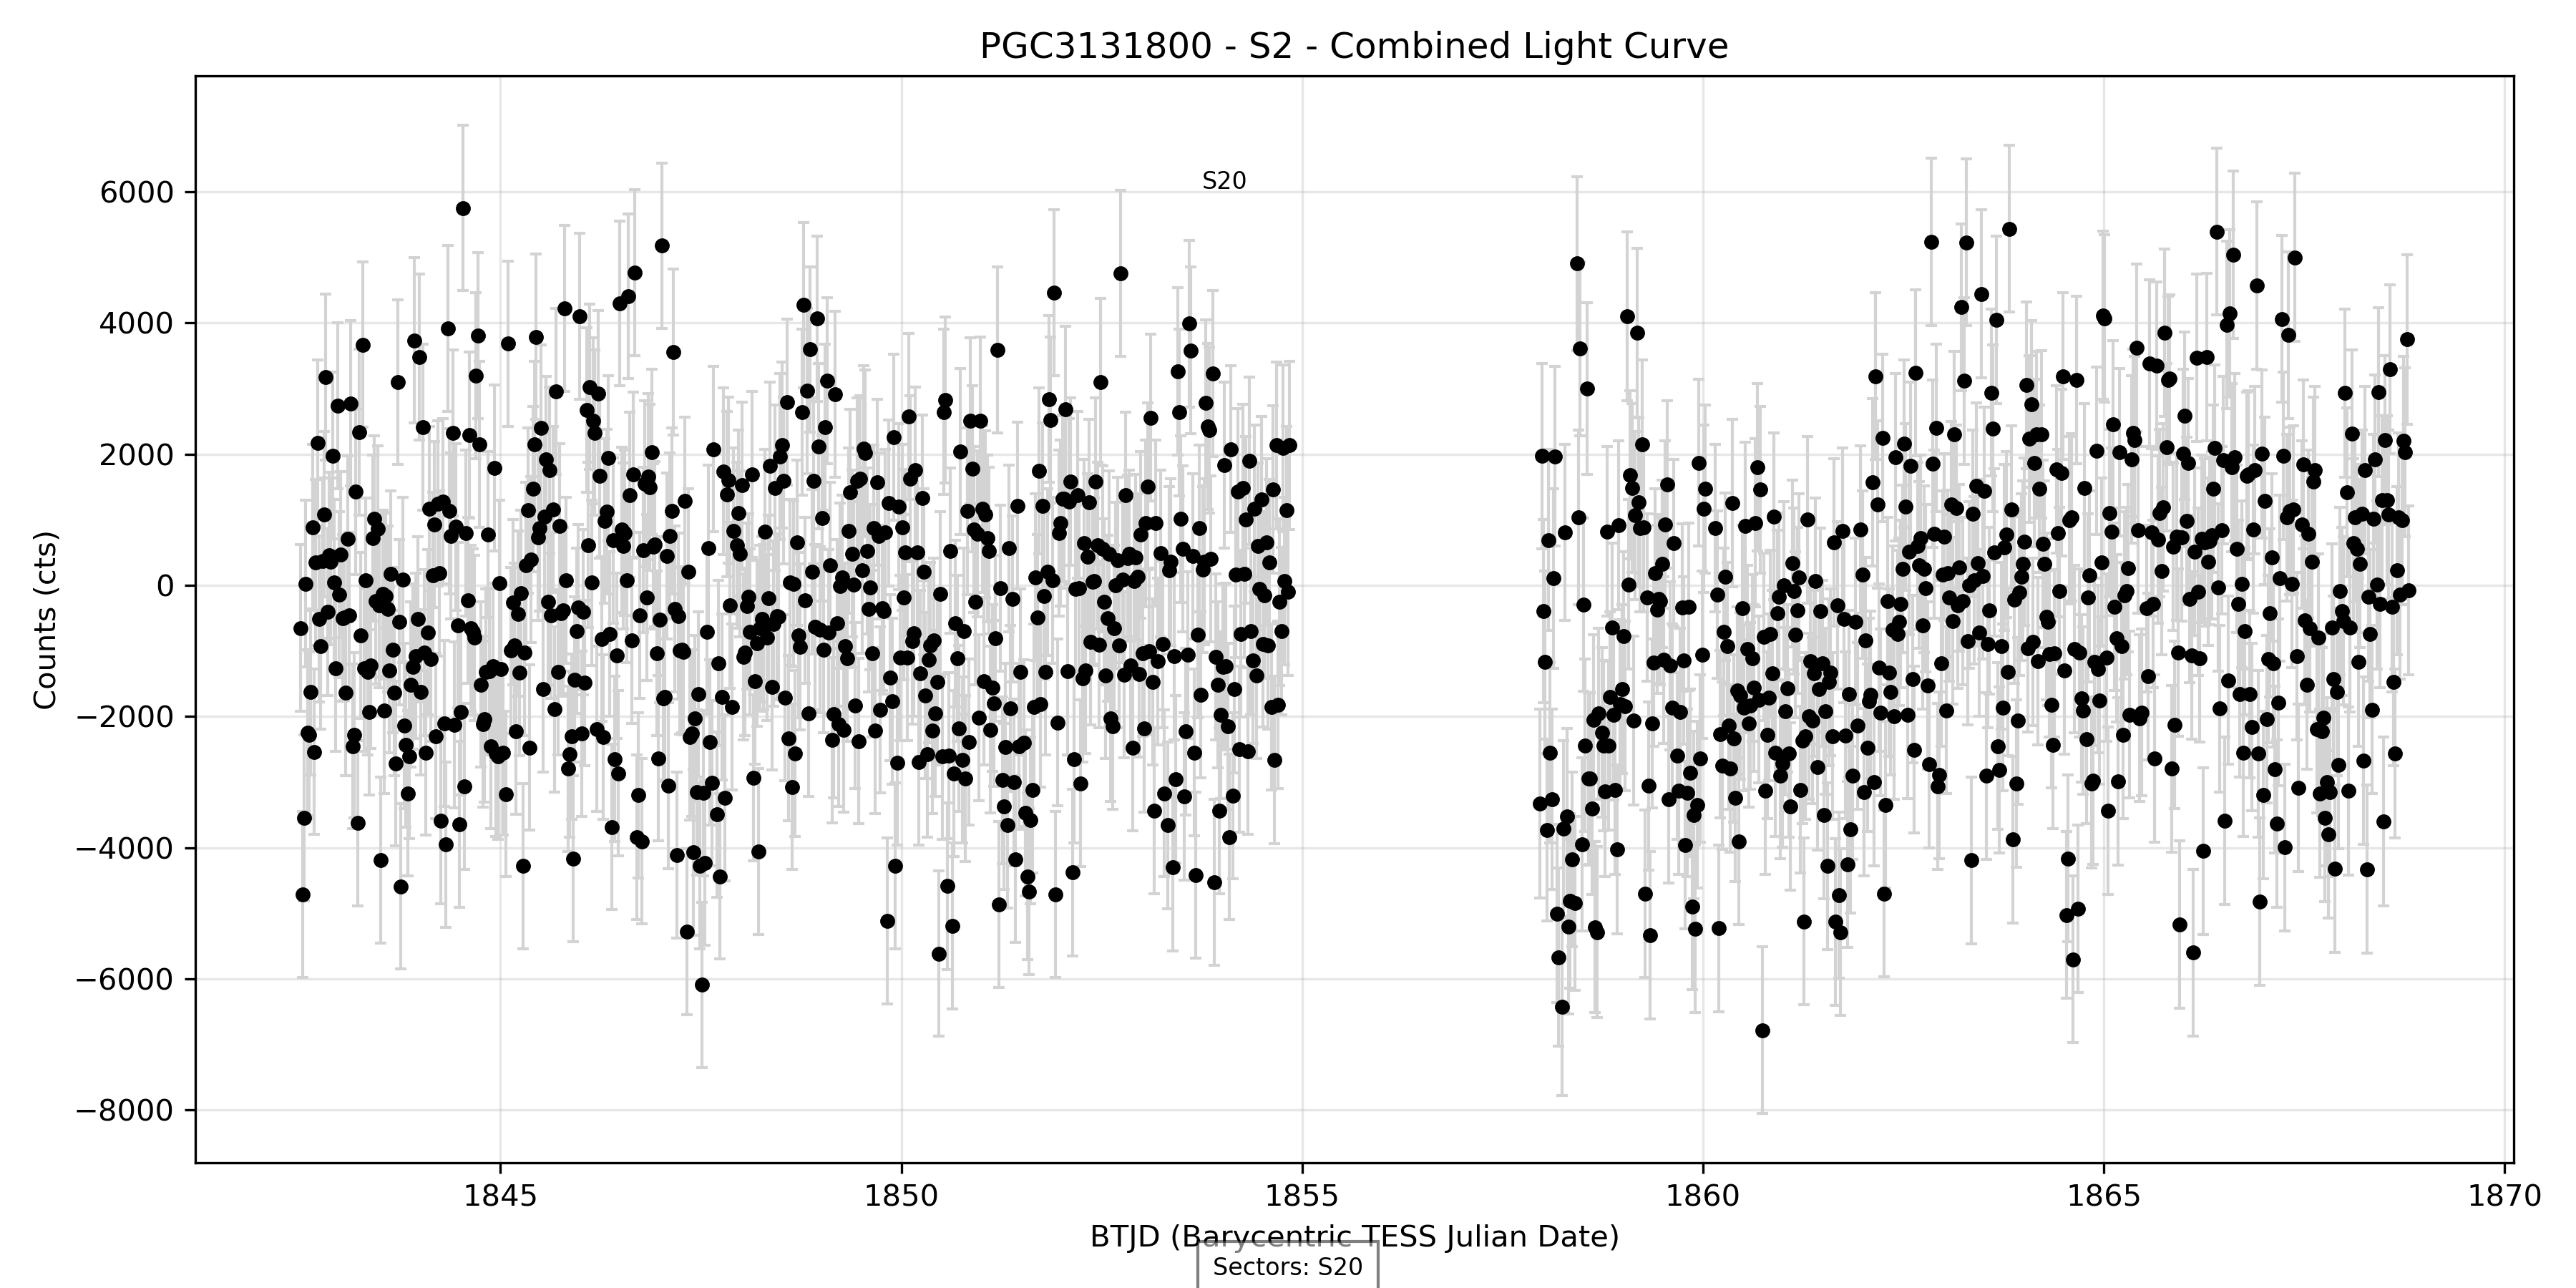 PGC3131800 - S2 - Combined Light Curve
S20
6000
4000
2000
0
−2000
−4000
−6000
−8000
Counts (cts)
1845
1850
1855
1860
1865
1870
BTJD (Barycentric TESS Julian Date)
Sectors: S20